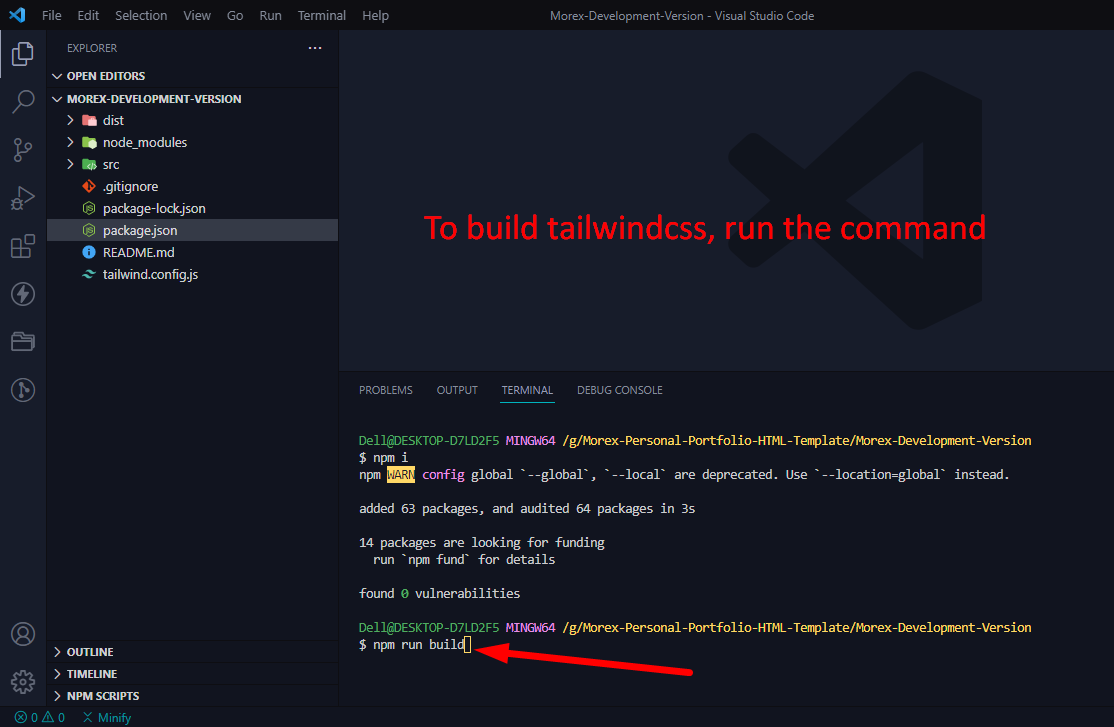 File Edit Selection View Go Run Terminal Help Morex-Development-Version - Visual Studio Code
EXPLORER ...
OPEN EDITORS
MOREX-DEVELOPMENT-VERSION
dist
node_modules
src
.gitignore
package-lock.json
package.json
README.md
tailwind.config.js
OUTLINE
TIMELINE
NPM SCRIPTS
To build tailwindcss, run the command
PROBLEMS OUTPUT TERMINAL DEBUG CONSOLE
Dell@DESKTOP-D7LD2F5 MINGW64 /g/Morex-Personal-Portfolio-HTML-Template/Morex-Development-Version
$ npm i
npm WARN config global `--global`, `--local` are deprecated. Use `--location=global` instead.
added 63 packages, and audited 64 packages in 3s
14 packages are looking for funding
run `npm fund` for details
found 0 vulnerabilities
Dell@DESKTOP-D7LD2F5 MINGW64 /g/Morex-Personal-Portfolio-HTML-Template/Morex-Development-Version
$ npm run build
0 0 Minify